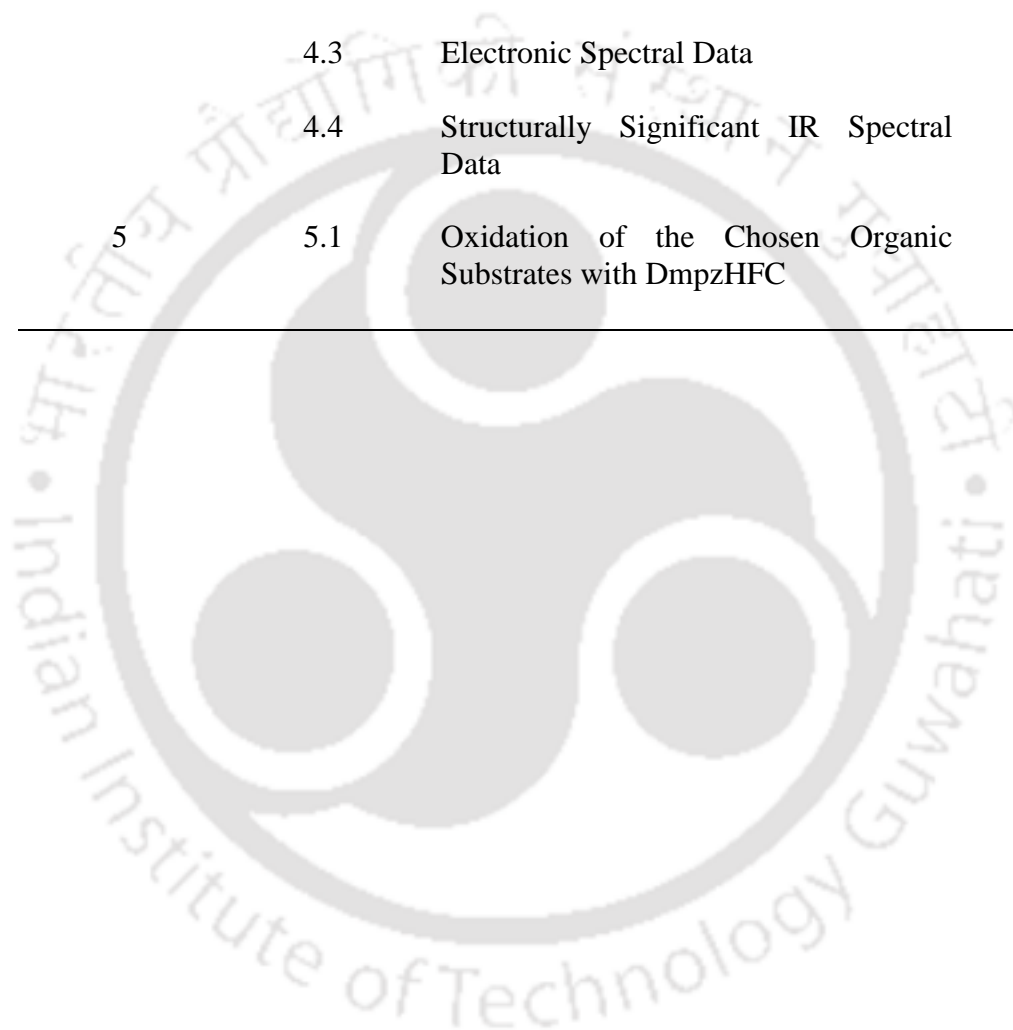 4.3 Electronic Spectral Data
4.4 Structurally Significant IR Spectral
Data
5 5.1 Oxidation of the Chosen Organic
Substrates with DmpzHFC
भारतीय प्रौद्योगिकी संस्थान गुवाहाटी
Indian Institute of Technology Guwahati